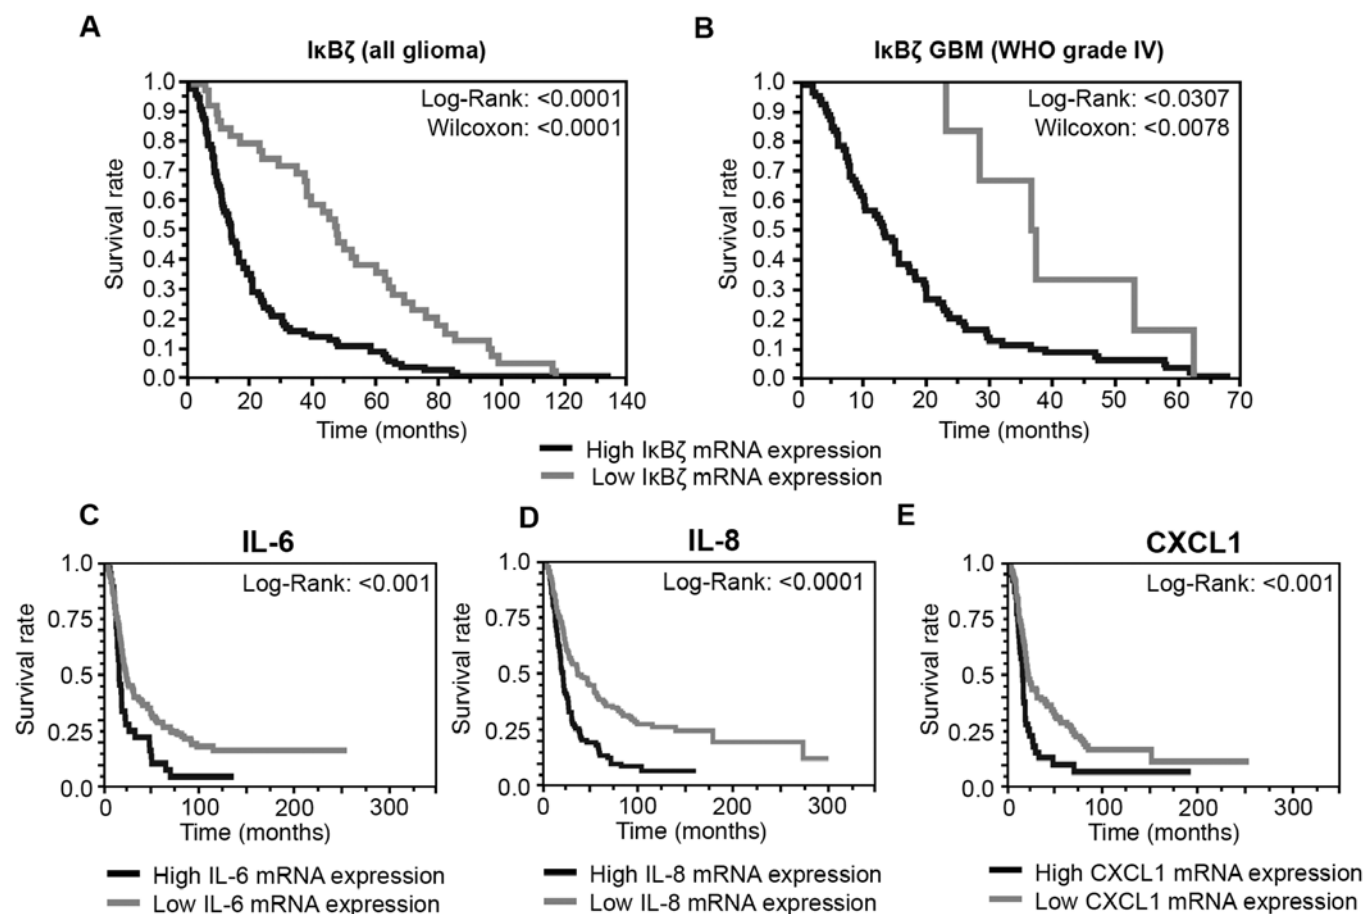 A
IκBζ (all glioma)
Log-Rank: <0.0001
Wilcoxon: <0.0001
Survival rate
1.0
0.9
0.8
0.7
0.6
0.5
0.4
0.3
0.2
0.1
0.0
0 20 40 60 80 100 120 140
Time (months)
B
IκBζ GBM (WHO grade IV)
Log-Rank: <0.0307
Wilcoxon: <0.0078
Survival rate
1.0
0.9
0.8
0.7
0.6
0.5
0.4
0.3
0.2
0.1
0.0
0 10 20 30 40 50 60 70
Time (months)
High IκBζ mRNA expression
Low IκBζ mRNA expression
C
IL-6
Log-Rank: <0.001
Survival rate
1.0
0.75
0.5
0.25
0.0
0 100 200 300
Time (months)
High IL-6 mRNA expression
Low IL-6 mRNA expression
D
IL-8
Log-Rank: <0.0001
Survival rate
1.0
0.75
0.5
0.25
0.0
0 100 200 300
Time (months)
High IL-8 mRNA expression
Low IL-8 mRNA expression
E
CXCL1
Log-Rank: <0.001
Survival rate
1.0
0.75
0.5
0.25
0.0
0 100 200 300
Time (months)
High CXCL1 mRNA expression
Low CXCL1 mRNA expression